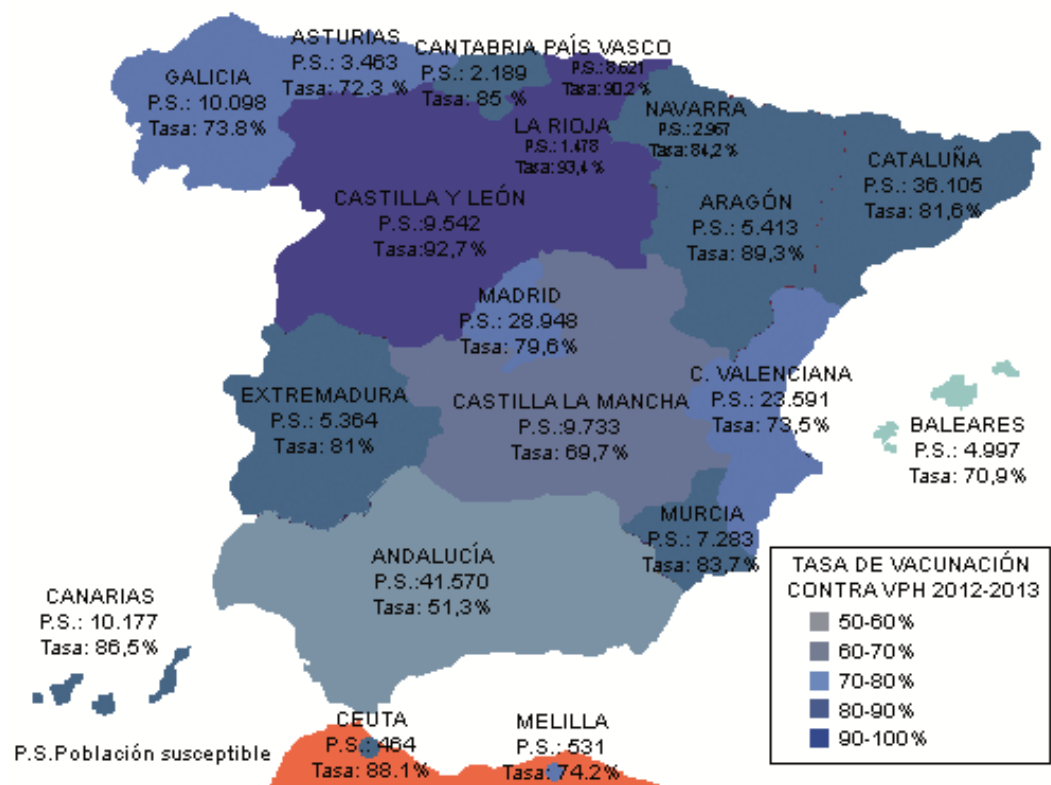 ASTURIAS
P.S.: 3.463
Tasa: 72.3 %
CANTABRIA
P.S.: 2.189
Tasa: 85 %
PAÍS VASCO
P.S.: 8.621
Tasa: 90.2%
GALICIA
P.S.: 10.098
Tasa: 73.8%
NAVARRA
P.S.: 2.967
Tasa: 84,2%
LA RIOJA
P.S.: 1.478
Tasa: 93,4%
CATALUÑA
P.S.: 36.105
Tasa: 81,6%
CASTILLA Y LEÓN
P.S.:9.542
Tasa:92,7%
ARAGÓN
P.S.: 5.413
Tasa: 89,3%
MADRID
P.S.: 28.948
Tasa: 79,6%
EXTREMADURA
P.S.: 5.364
Tasa: 81%
CASTILLA LA MANCHA
P.S.:9.733
Tasa: 69,7%
C. VALENCIANA
P.S.: 23.591
Tasa: 73,5%
BALEARES
P.S.: 4.997
Tasa: 70,9%
MURCIA
P.S.: 7.283
Tasa: 83,7%
ANDALUCÍA
P.S.:41.570
Tasa: 51,3%
CANARIAS
P.S.: 10.177
Tasa: 86,5%
CEUTA
P.S.: 464
Tasa: 88.1%
MELILLA
P.S.: 531
Tasa: 74.2%
P.S.Población susceptible
TASA DE VACUNACIÓN
CONTRA VPH 2012-2013
50-60%
60-70%
70-80%
80-90%
90-100%